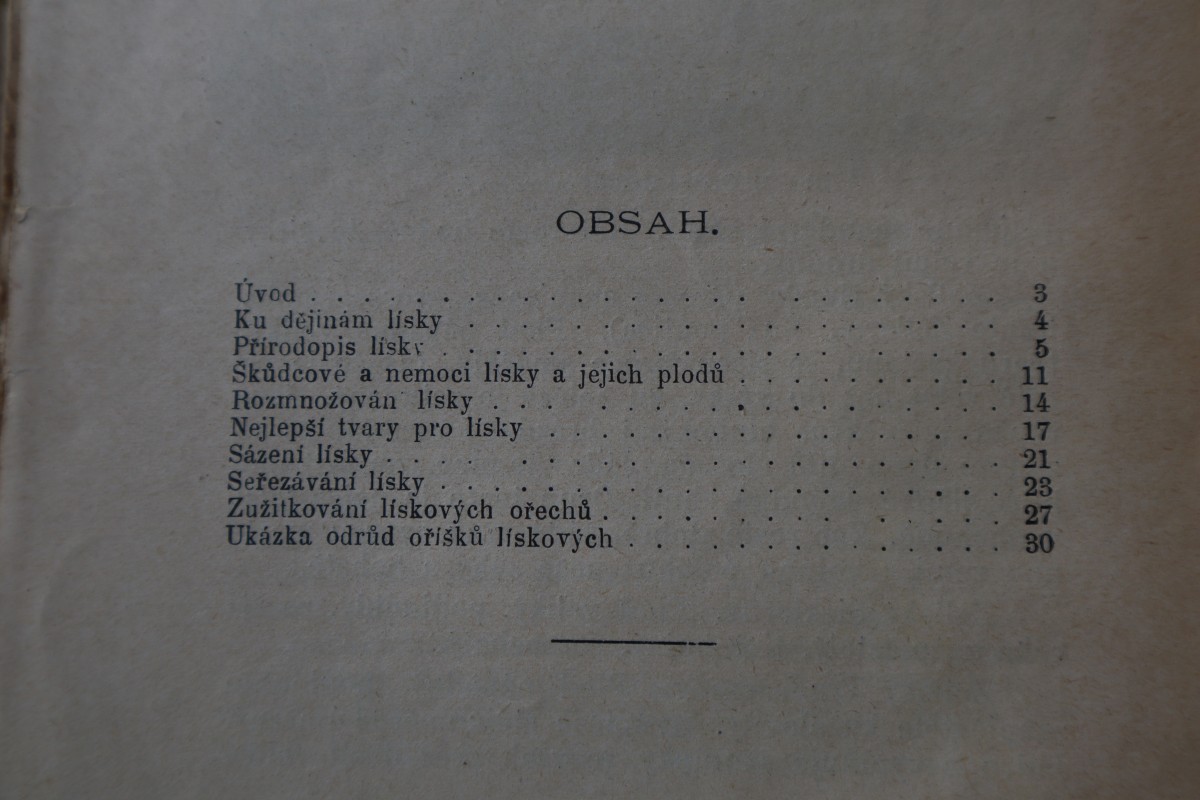 OBSAH.
Úvod . . . . . . . . . . . . . . . . . . . . . . . . . 3
Ku dějinám lísky . . . . . . . . . . . . . . . . . . . . 4
Přírodopis lísky . . . . . . . . . . . . . . . . . . . . 5
Škůdcové a nemoci lísky a jejich plodů . . . . . . . . . . 11
Rozmnožován lísky . . . . . . . . . . . . . . . . . . 14
Nejlepší tvary pro lísky . . . . . . . . . . . . . . . . 17
Sázení lísky . . . . . . . . . . . . . . . . . . . . . . 21
Seřezávání lísky . . . . . . . . . . . . . . . . . . . . . 23
Zužitkování lískových ořechů . . . . . . . . . . . . . . 27
Ukázka odrůd oříšků lískových . . . . . . . . . . . . . . 30